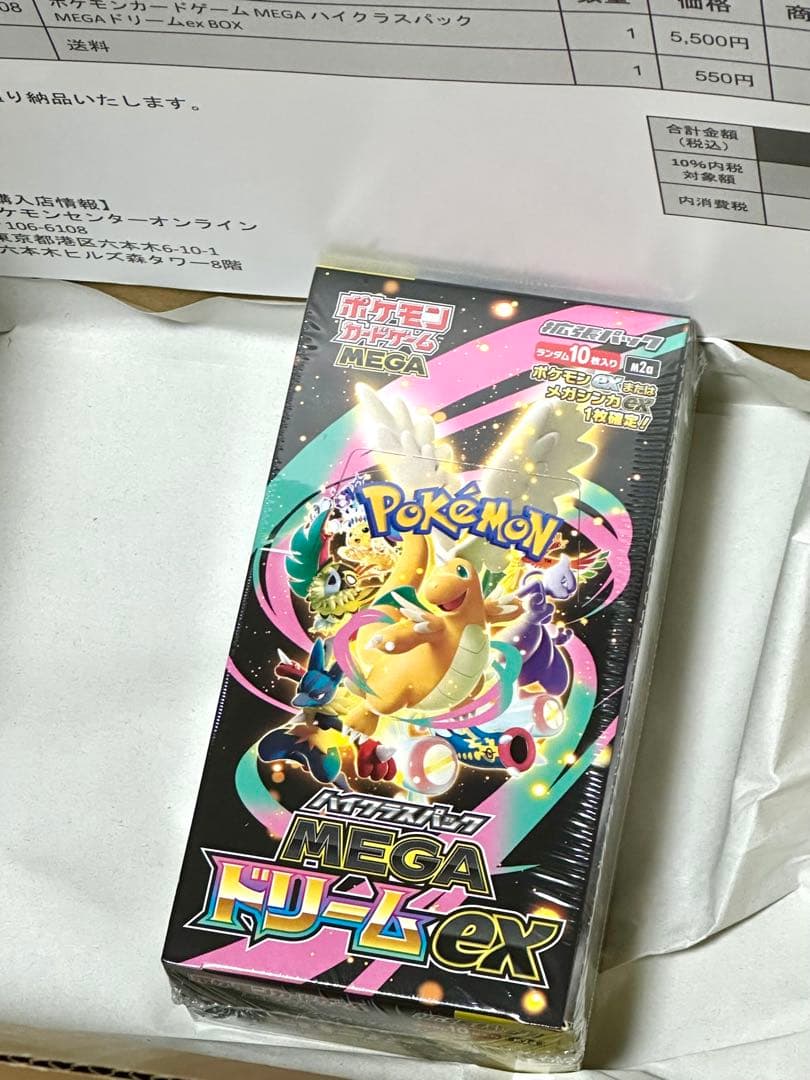 08
ポケモンカードゲーム MEGA ハイクラスパック
MEGAドリームex BOX
1
5,500円
送料
1
550円
価格
納品いたします。
合計金額
(税込)
10%内税
対象額
内消費税
購入店情報】
ケモンセンターオンライン
106-6108
東京都港区六本木6-10-1
六本木ヒルズ森タワー8階
ポケモン
カードゲーム
MEGA
拡張パック
ランダム10枚入り
M2a
ポケモンexまたは
メガシンカex
1枚確定!!
POKÉMON
ハイクラスパック
MEGA
ドリームex